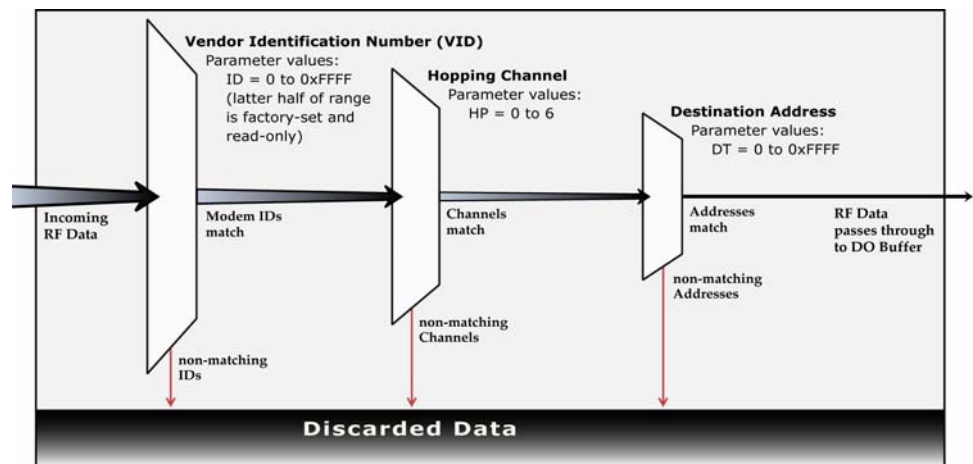 Vendor Identification Number (VID)
Parameter values:
ID = 0 to 0xFFFF
(latter half of range
is factory-set and
read-only)
Hopping Channel
Parameter values:
HP = 0 to 6
Destination Address
Parameter values:
DT = 0 to 0xFFFF
Incoming
RF Data
Modem IDs
match
Channels
match
Addresses
match
RF Data
passes through
to DO Buffer
non-matching
IDs
non-matching
Channels
non-matching
Addresses
Discarded Data